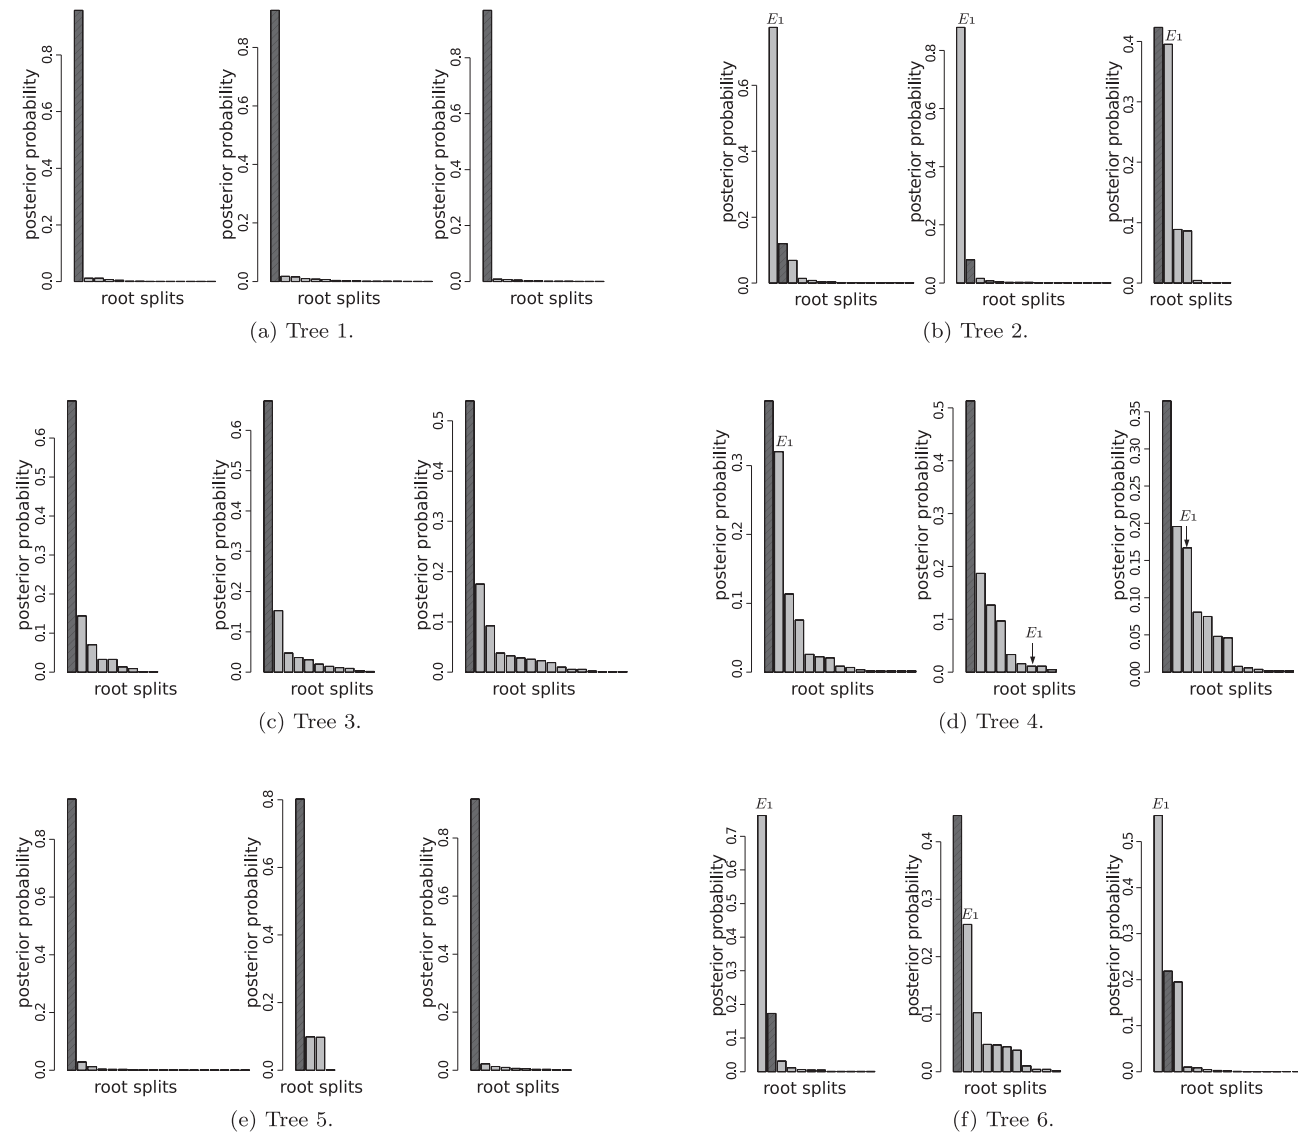 posterior probability
0.0 0.2 0.4 0.6 0.8
root splits
posterior probability
0.0 0.2 0.4 0.6 0.8
root splits
posterior probability
0.0 0.2 0.4 0.6 0.8
root splits
(a) Tree 1.
posterior probability
0.0 0.2 0.4 0.6
E1
root splits
posterior probability
0.0 0.2 0.4 0.6 0.8
E1
root splits
posterior probability
0.0 0.1 0.2 0.3 0.4
E1
root splits
(b) Tree 2.
posterior probability
0.0 0.1 0.2 0.3 0.4 0.5 0.6
root splits
posterior probability
0.0 0.1 0.2 0.3 0.4 0.5 0.6
root splits
posterior probability
0.0 0.1 0.2 0.3 0.4 0.5
root splits
(c) Tree 3.
posterior probability
0.0 0.1 0.2 0.3
E1
root splits
posterior probability
0.0 0.1 0.2 0.3 0.4 0.5
E1
root splits
posterior probability
0.00 0.05 0.10 0.15 0.20 0.25 0.30 0.35
E1
root splits
(d) Tree 4.
posterior probability
0.0 0.2 0.4 0.6 0.8
root splits
posterior probability
0.0 0.2 0.4 0.6 0.8
root splits
posterior probability
0.0 0.2 0.4 0.6 0.8
root splits
(e) Tree 5.
posterior probability
0.0 0.1 0.2 0.3 0.4 0.5 0.6 0.7
E1
root splits
posterior probability
0.0 0.1 0.2 0.3 0.4
E1
root splits
posterior probability
0.0 0.1 0.2 0.3 0.4 0.5
E1
root splits
(f) Tree 6.